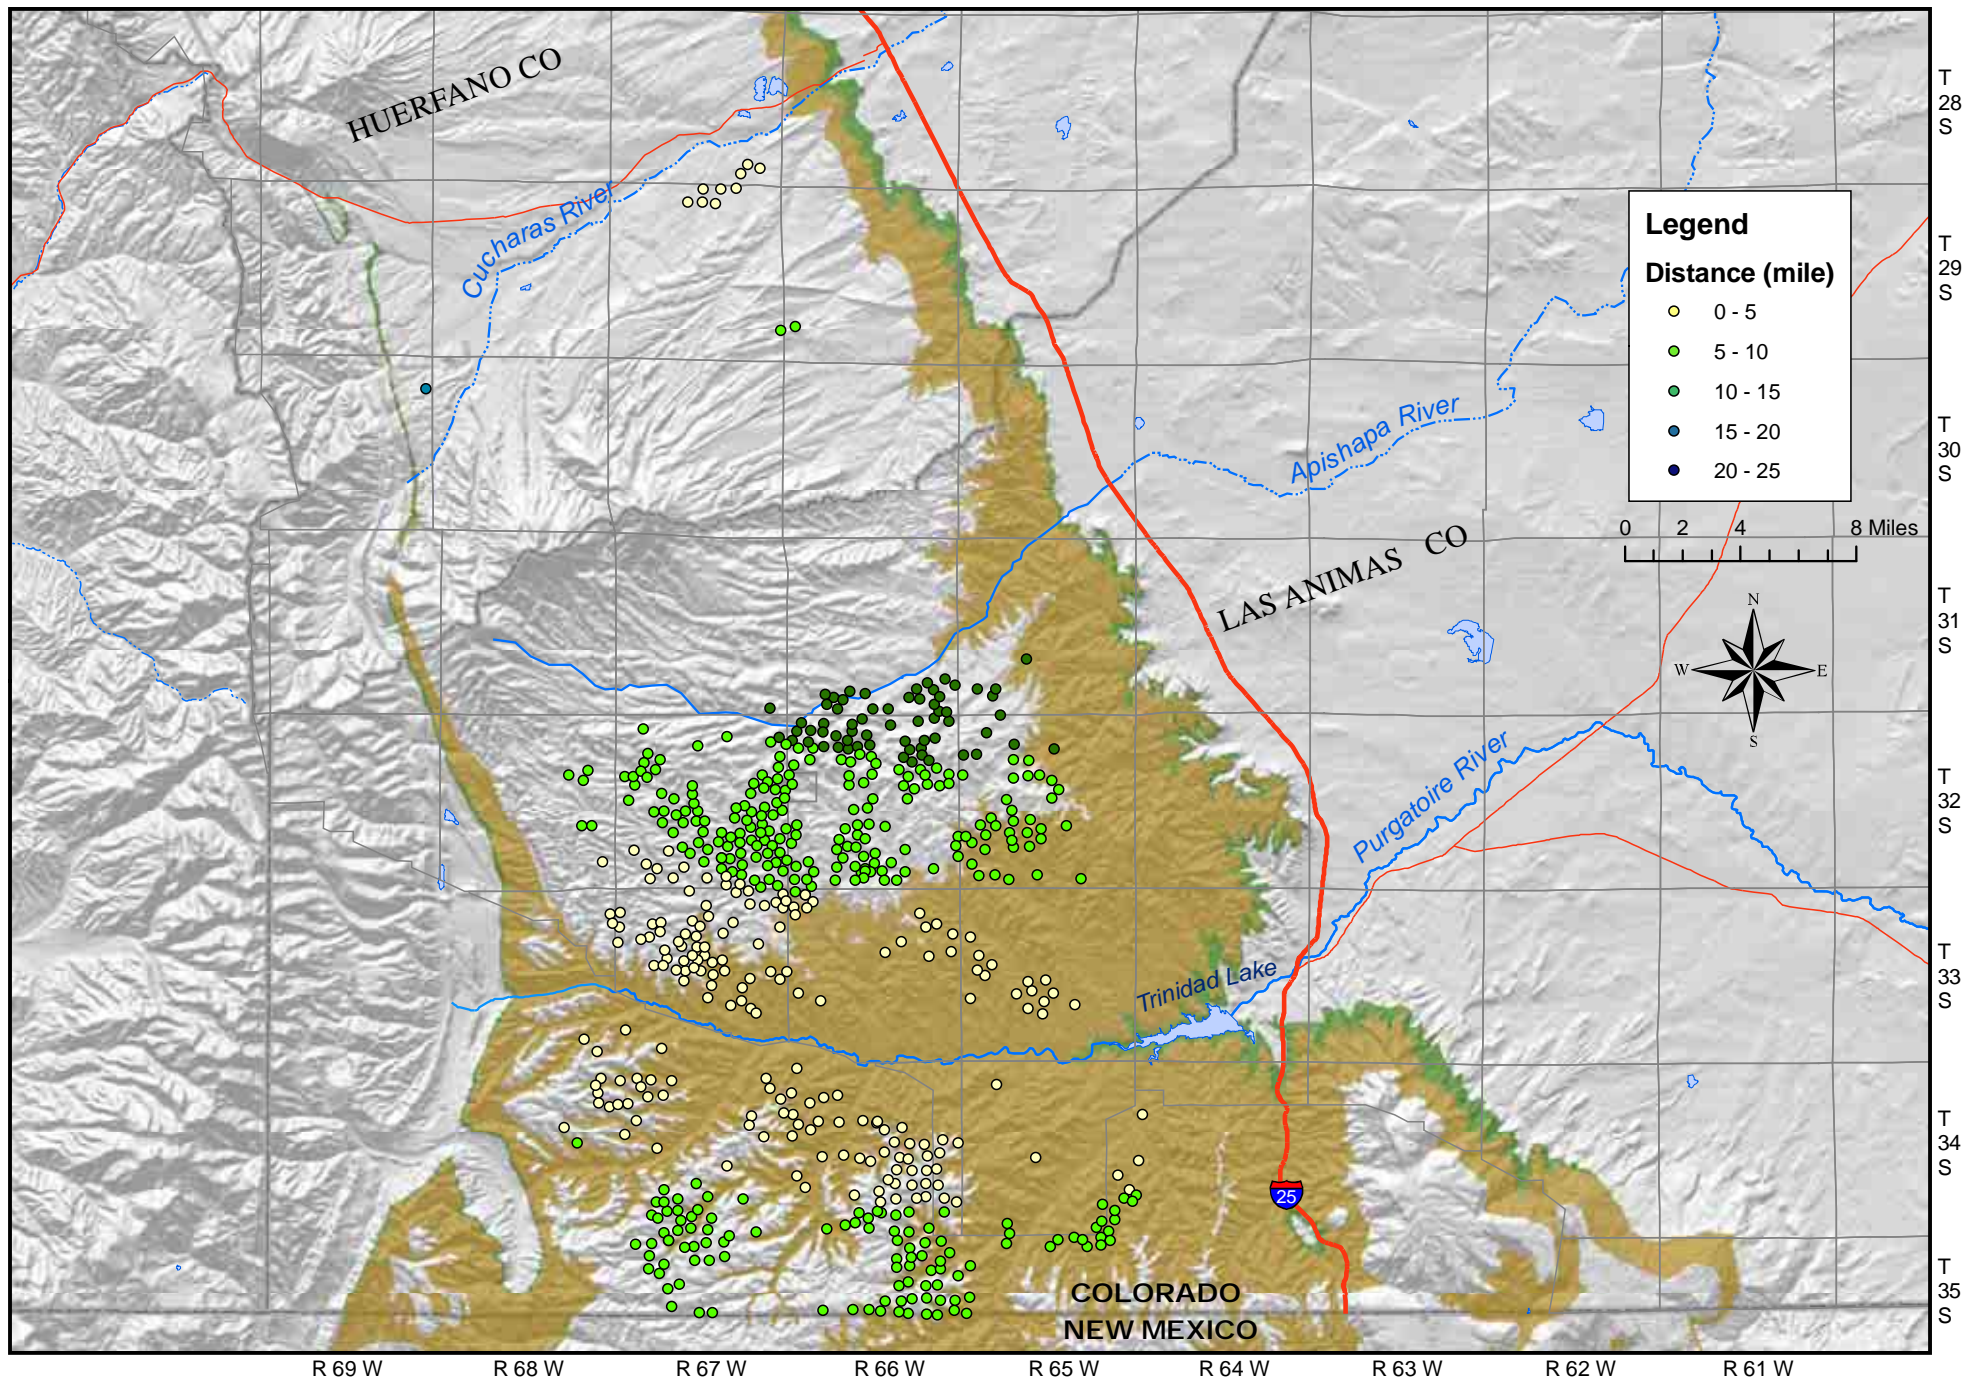 HUERFANO CO
Cucharas River
Legend
Distance (mile)
0 - 5
5 - 10
10 - 15
15 - 20
20 - 25
0 2 4 8 Miles
Apishapa River
LAS ANIMAS CO
N
W E
S
Purgatoire River
Trinidad Lake
25
COLORADO
NEW MEXICO
T
28
S
T
29
S
T
30
S
T
31
S
T
32
S
T
33
S
T
34
S
T
35
S
R 69 W R 68 W R 67 W R 66 W R 65 W R 64 W R 63 W R 62 W R 61 W